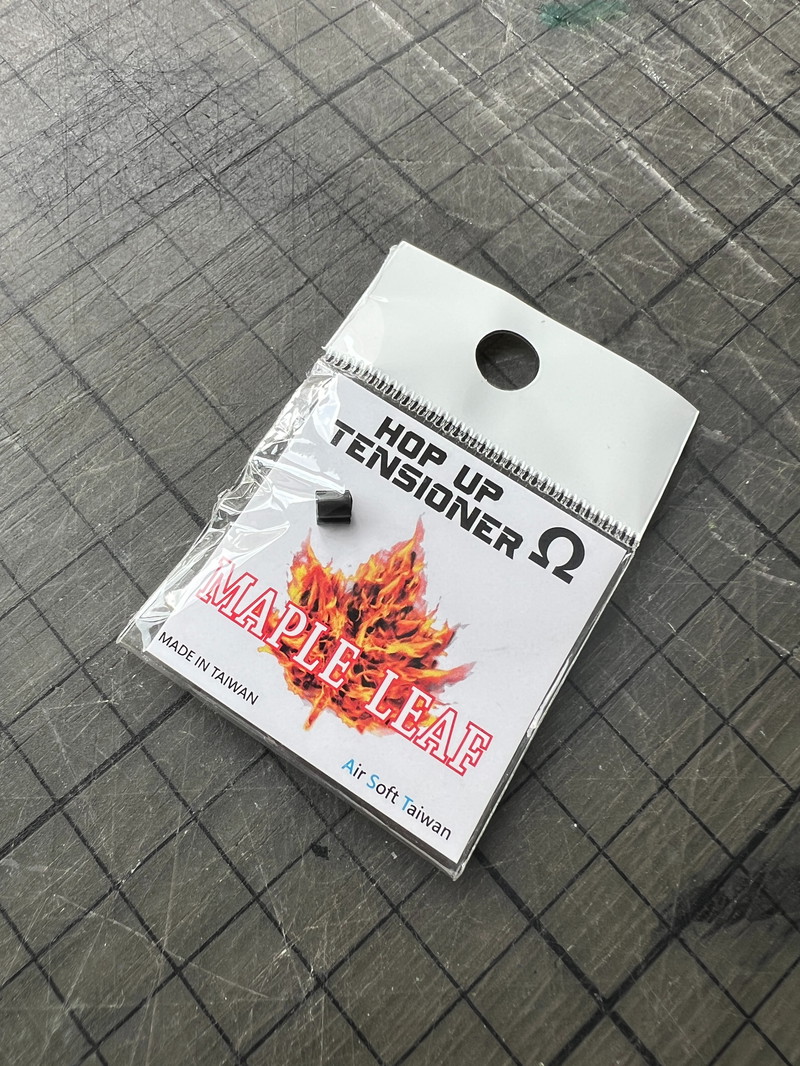 HOP UP
TENSIONER Ω
MAPLE LEAF
MADE IN TAIWAN
Air Soft Taiwan